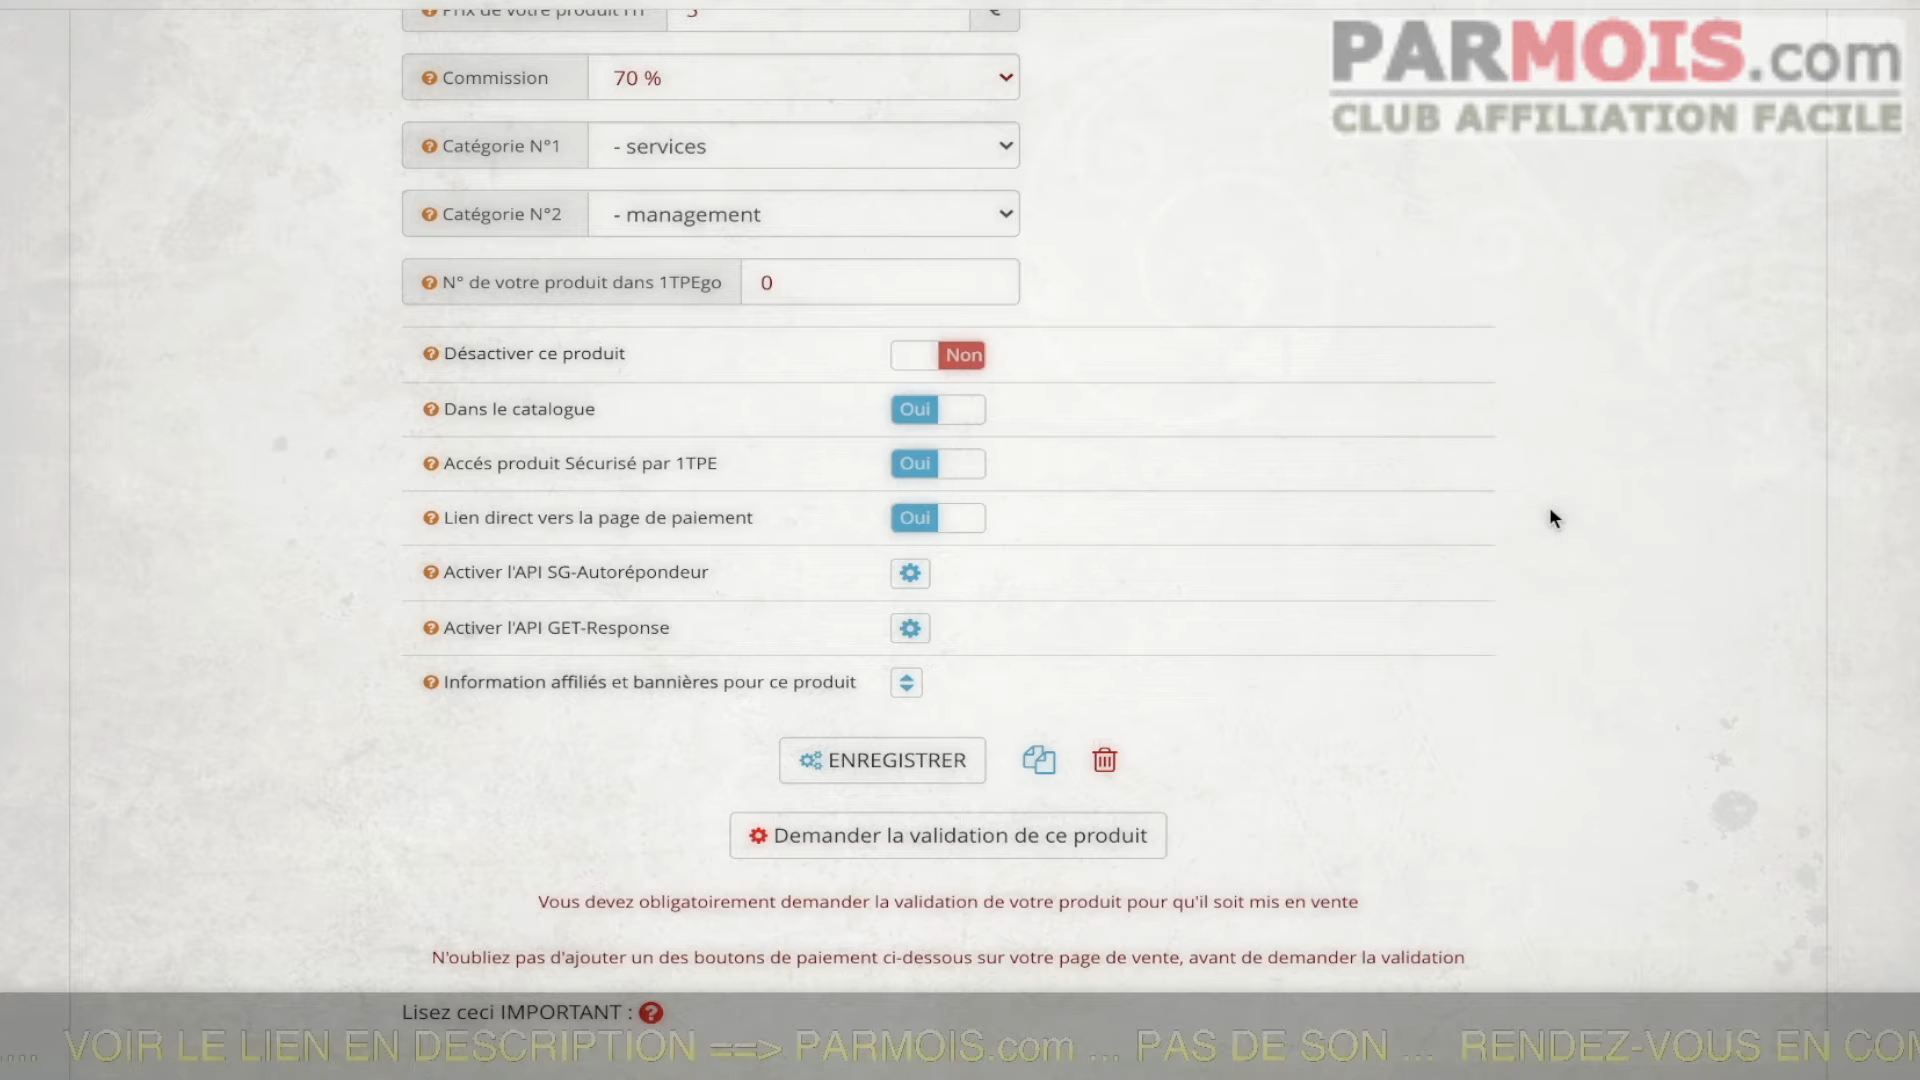 Prix de votre produit HT
€
PARMOIS.com
CLUB AFFILIATION FACILE
Commission
70 %
Catégorie N°1
- services
Catégorie N°2
- management
N° de votre produit dans 1TPEgo
0
Désactiver ce produit
Non
Dans le catalogue
Oui
Accés produit Sécurisé par 1TPE
Oui
Lien direct vers la page de paiement
Oui
Activer l'API SG-Autorépondeur
Activer l'API GET-Response
Information affiliés et bannières pour ce produit
ENREGISTRER
Demander la validation de ce produit
Vous devez obligatoirement demander la validation de votre produit pour qu'il soit mis en vente
N'oubliez pas d'ajouter un des boutons de paiement ci-dessous sur votre page de vente, avant de demander la validation
Lisez ceci IMPORTANT :
.... VOIR LE LIEN EN DESCRIPTION ==> PARMOIS.com ... PAS DE SON ... RENDEZ-VOUS EN